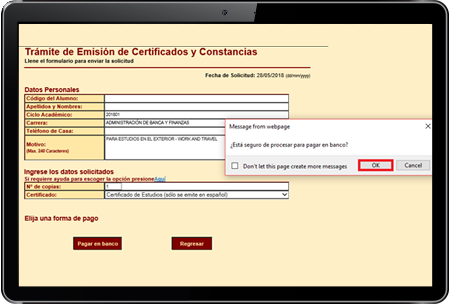 Trámite de Emisión de Certificados y Constancias
Llene el formulario para enviar la solicitud
Fecha de Solicitud: 28/05/2018 (dd/mm/yyyy)
Datos Personales
Código del Alumno:
Apellidos y Nombres:
Ciclo Académico: 201801
Carrera: ADMINISTRACIÓN DE BANCA Y FINANZAS
Teléfono de Casa:
Motivo: PARA ESTUDIOS EN EL EXTERIOR - WORK AND TRAVEL
(Max. 240 Caracteres)
Message from webpage
¿Está seguro de procesar para pagar en banco?
Don't let this page create more messages
OK
Cancel
Ingrese los datos solicitados
Si requiere ayuda para escoger la opción presione Aquí
Nº de copias: 1
Certificado: Certificado de Estudios (sólo se emite en español)
Elija una forma de pago
Pagar en banco
Regresar